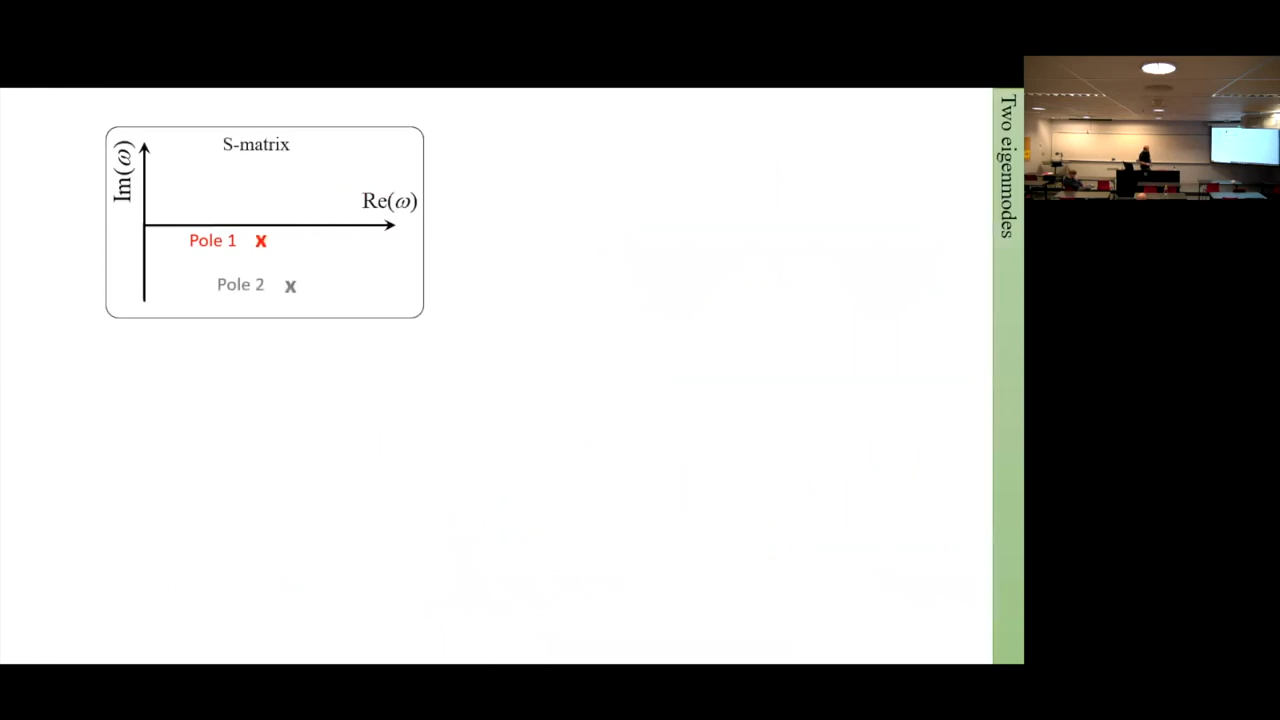 S-matrix
Im(ω)
Re(ω)
Pole 1 x
Pole 2 x
Two eigenmodes